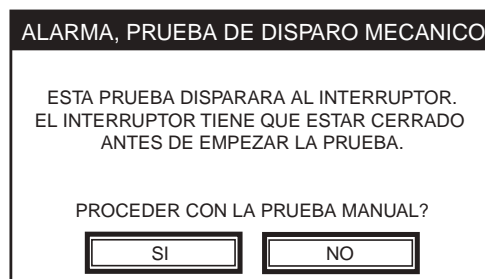 ALARMA, PRUEBA DE DISPARO MECANICO
ESTA PRUEBA DISPARARA AL INTERRUPTOR.
EL INTERRUPTOR TIENE QUE ESTAR CERRADO
ANTES DE EMPEZAR LA PRUEBA.
PROCEDER CON LA PRUEBA MANUAL?
SI
NO